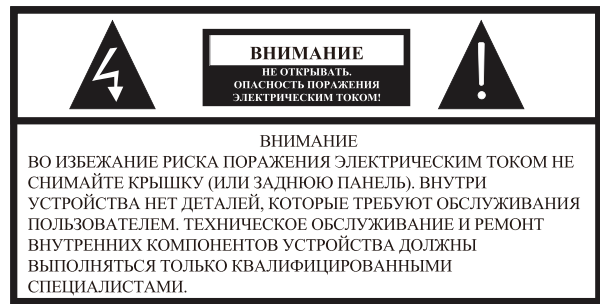 ВНИМАНИЕ
НЕ ОТКРЫВАТЬ.
ОПАСНОСТЬ ПОРАЖЕНИЯ
ЭЛЕКТРИЧЕСКИМ ТОКОМ!
ВНИМАНИЕ
ВО ИЗБЕЖАНИЕ РИСКА ПОРАЖЕНИЯ ЭЛЕКТРИЧЕСКИМ ТОКОМ НЕ
СНИМАЙТЕ КРЫШКУ (ИЛИ ЗАДНЮЮ ПАНЕЛЬ). ВНУТРИ
УСТРОЙСТВА НЕТ ДЕТАЛЕЙ, КОТОРЫЕ ТРЕБУЮТ ОБСЛУЖИВАНИЯ
ПОЛЬЗОВАТЕЛЕМ. ТЕХНИЧЕСКОЕ ОБСЛУЖИВАНИЕ И РЕМОНТ
ВНУТРЕННИХ КОМПОНЕНТОВ УСТРОЙСТВА ДОЛЖНЫ
ВЫПОЛНЯТЬСЯ ТОЛЬКО КВАЛИФИЦИРОВАННЫМИ
СПЕЦИАЛИСТАМИ.